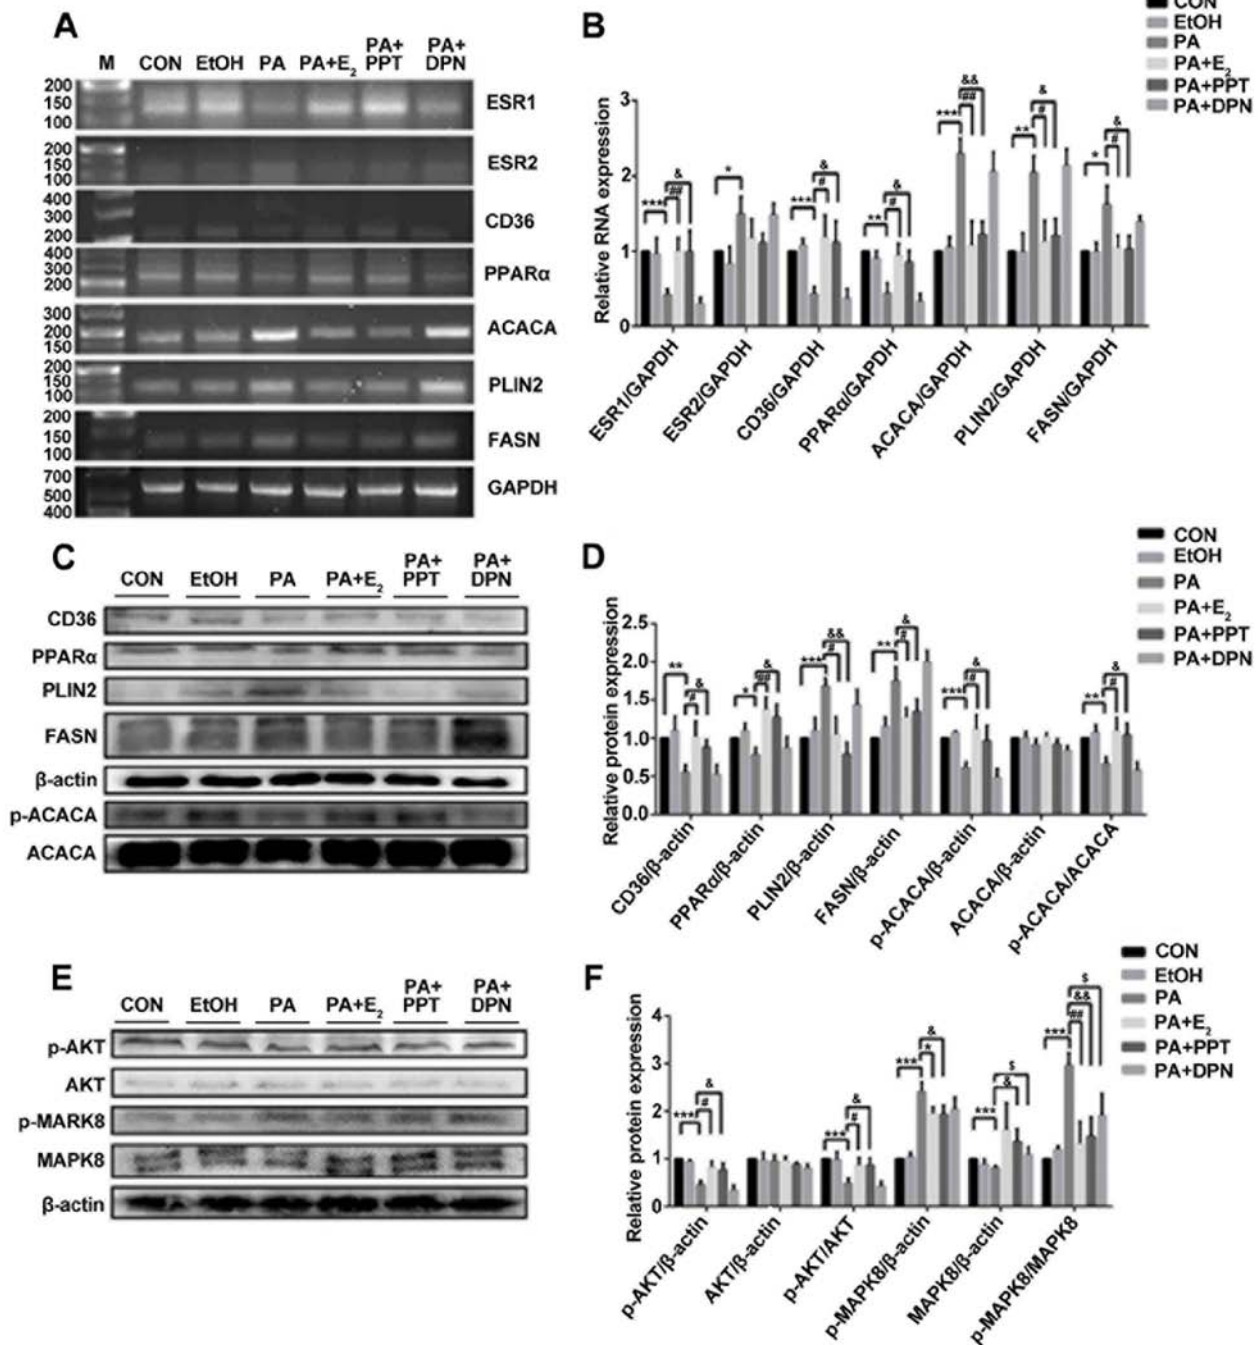 A
M CON EtOH PA PA+E2 PA+ PPT PA+ DPN
200
150
100
ESR1
200
150
100
ESR2
400
300
200
CD36
400
300
200
PPARα
300
200
150
ACACA
200
150
100
PLIN2
200
150
100
FASN
700
500
400
GAPDH
B
CON
EtOH
PA
PA+E2
PA+PPT
PA+DPN
Relative RNA expression
3
2
1
0
*** ## &
*
*** # &
** # &
*** ## &&
** # &
* # &
ESR1/GAPDH
ESR2/GAPDH
CD36/GAPDH
PPARα/GAPDH
ACACA/GAPDH
PLIN2/GAPDH
FASN/GAPDH
C
CON EtOH PA PA+E2 PA+ PPT PA+ DPN
CD36
PPARα
PLIN2
FASN
β-actin
p-ACACA
ACACA
D
CON
EtOH
PA
PA+E2
PA+PPT
PA+DPN
Relative protein expression
2.5
2.0
1.5
1.0
0.5
0.0
** # &
* ## &
*** # &&
** # &
*** # &
** # &
CD36/β-actin
PPARα/β-actin
PLIN2/β-actin
FASN/β-actin
p-ACACA/β-actin
ACACA/β-actin
p-ACACA/ACACA
E
CON EtOH PA PA+E2 PA+ PPT PA+ DPN
p-AKT
AKT
p-MARK8
MAPK8
β-actin
F
CON
EtOH
PA
PA+E2
PA+PPT
PA+DPN
Relative protein expression
4
3
2
1
0
*** # &
*** # &
*** * &
*** & $
*** ## && $
p-AKT/β-actin
AKT/β-actin
p-AKT/AKT
p-MAPK8/β-actin
MAPK8/β-actin
p-MAPK8/MAPK8